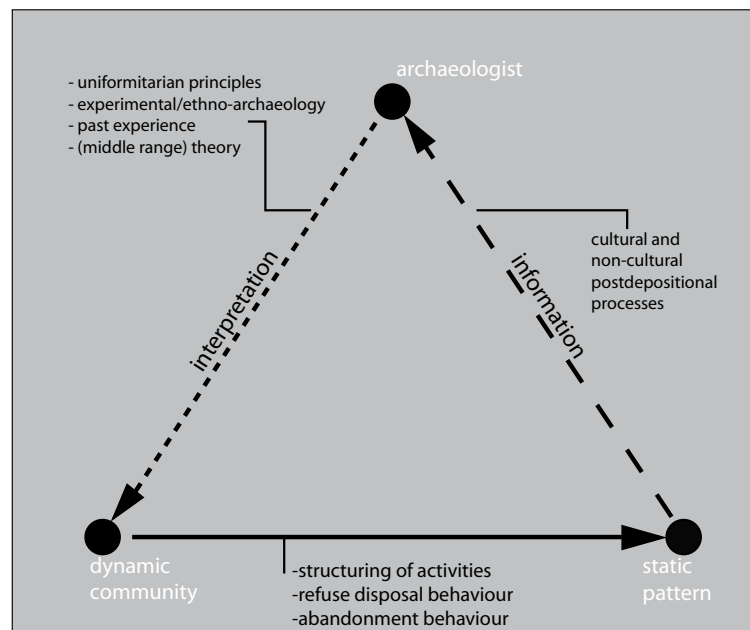 archaeologist
- uniformitarian principles
- experimental/ethno-archaeology
- past experience
- (middle range) theory
cultural and
non-cultural
postdepositional
processes
interpretation
information
dynamic
community
-structuring of activities
-refuse disposal behaviour
-abandonment behaviour
static
pattern